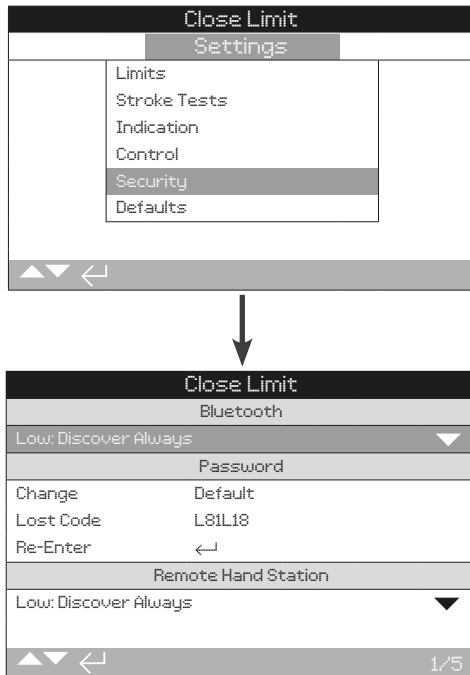 Close Limit
Settings
Limits
Stroke Tests
Indication
Control
Security
Defaults
Close Limit
Bluetooth
Low: Discover Always
Password
Change Default
Lost Code L81L18
Re-Enter
Remote Hand Station
Low: Discover Always
1/5